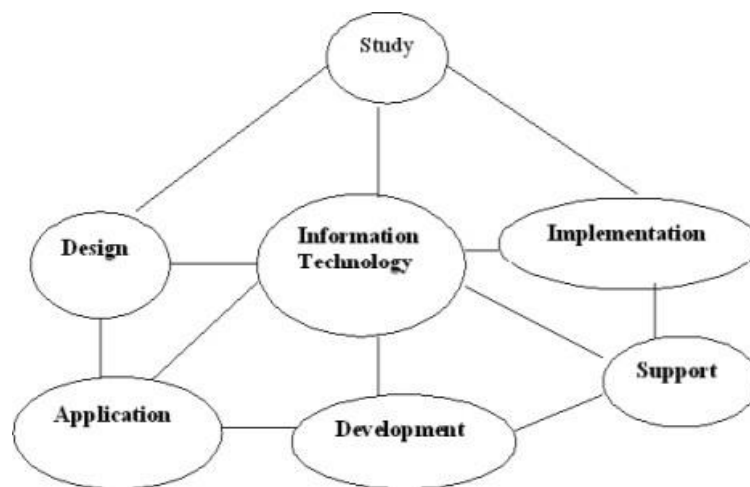 Study
Design
Information
Technology
Implementation
Application
Development
Support